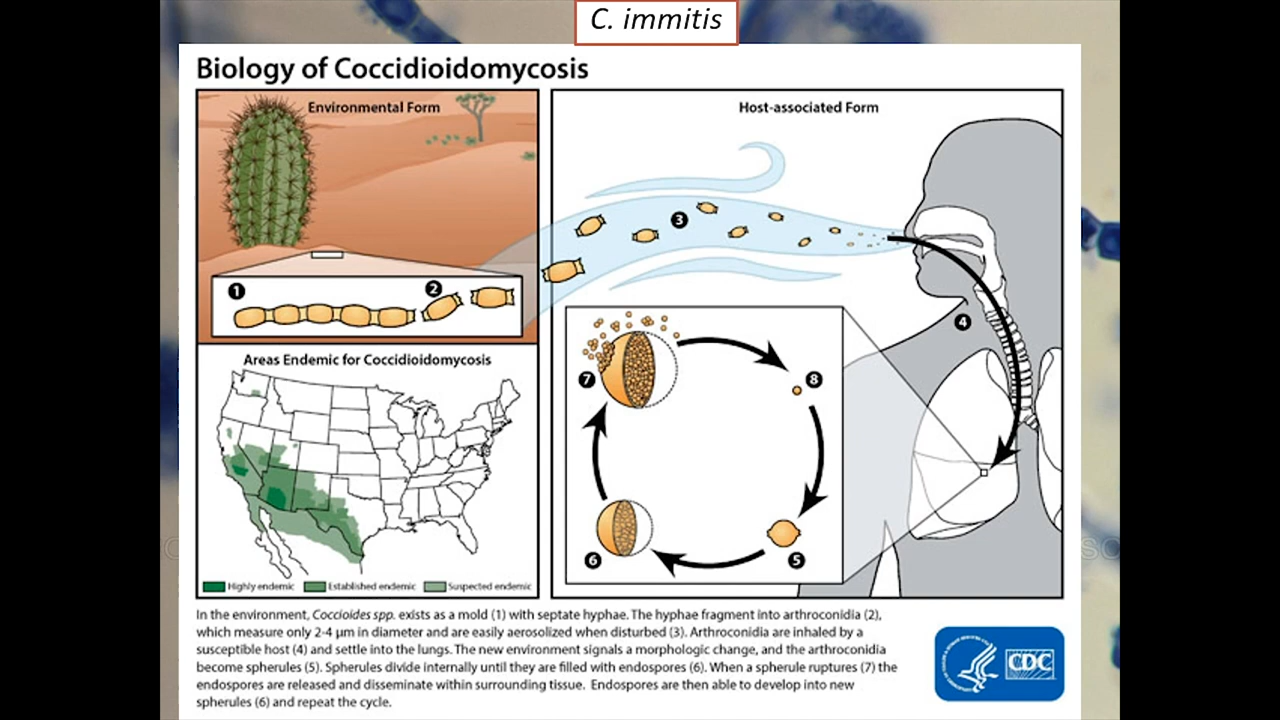 C. immitis
Biology of Coccidioidomycosis
Environmental Form
1
2
Areas Endemic for Coccidioidomycosis
Highly endemic
Established endemic
Suspected endemic
Host-associated Form
3
4
7
8
6
5
In the environment, Coccioides spp. exists as a mold (1) with septate hyphae. The hyphae fragment into arthroconidia (2),
which measure only 2-4 μm in diameter and are easily aerosolized when disturbed (3). Arthroconidia are inhaled by a
susceptible host (4) and settle into the lungs. The new environment signals a morphologic change, and the arthroconidia
become spherules (5). Spherules divide internally until they are filled with endospores (6). When a spherule ruptures (7) the
endospores are released and disseminate within surrounding tissue.  Endospores are then able to develop into new
spherules (6) and repeat the cycle.
CDC